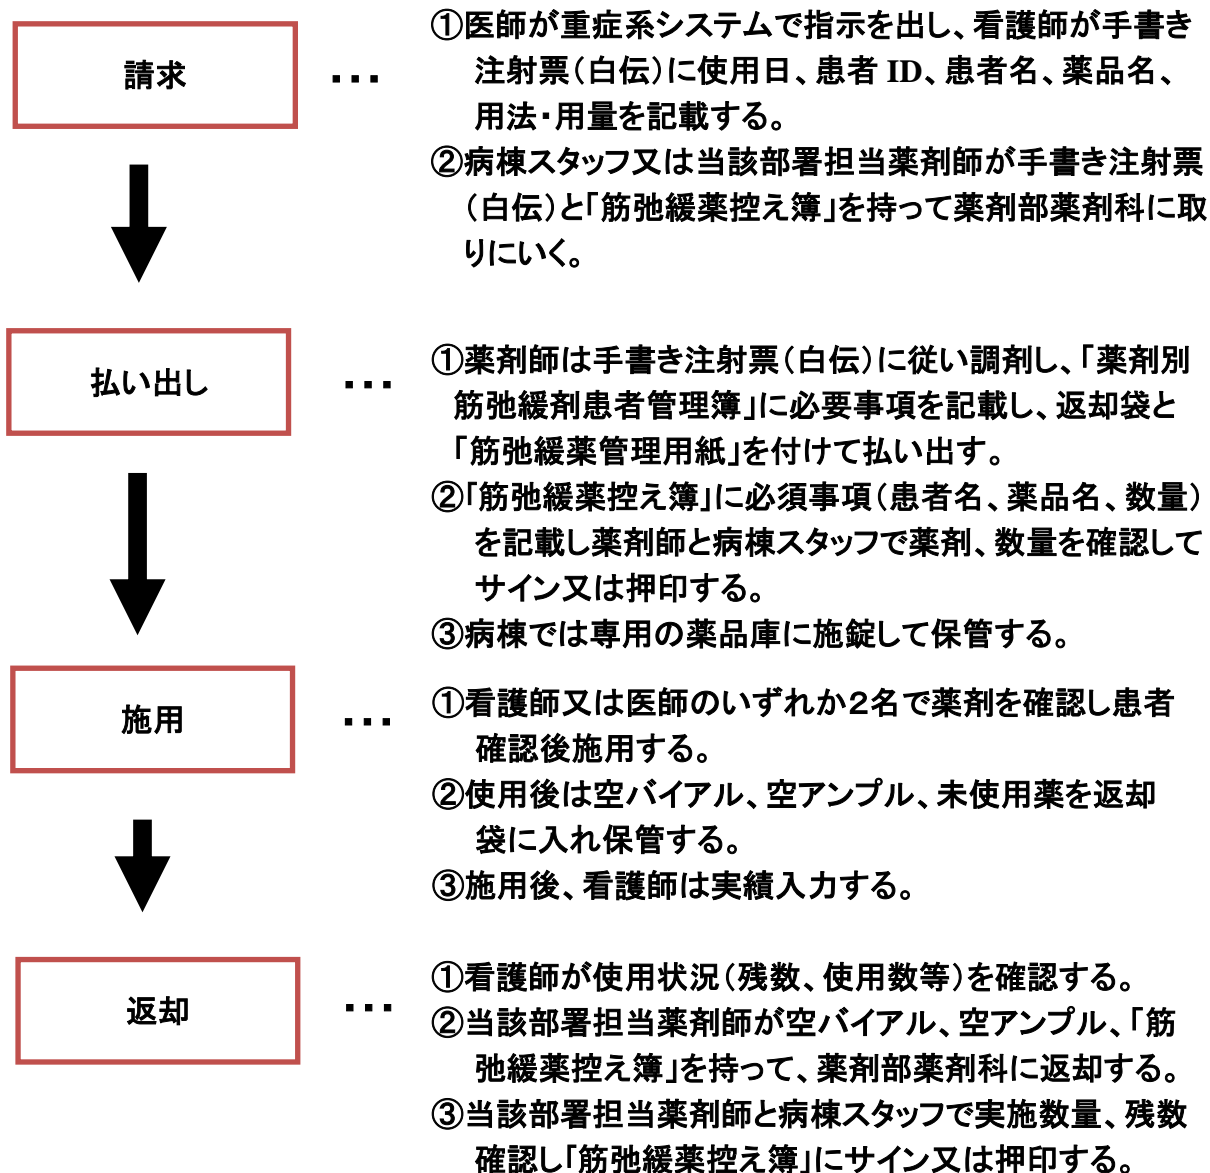 請求
・・・
①医師が重症系システムで指示を出し、看護師が手書き
注射票（白伝）に使用日、患者 ID、患者名、薬品名、
用法・用量を記載する。
②病棟スタッフ又は当該部署担当薬剤師が手書き注射票
（白伝）と「筋弛緩薬控え簿」を持って薬剤部薬剤科に取
りにいく。
払い出し
・・・
①薬剤師は手書き注射票（白伝）に従い調剤し、「薬剤別
筋弛緩剤患者管理簿」に必要事項を記載し、返却袋と
「筋弛緩薬管理用紙」を付けて払い出す。
②「筋弛緩薬控え簿」に必須事項（患者名、薬品名、数量）
を記載し薬剤師と病棟スタッフで薬剤、数量を確認して
サイン又は押印する。
③病棟では専用の薬品庫に施錠して保管する。
施用
・・・
①看護師又は医師のいずれか２名で薬剤を確認し患者
確認後施用する。
②使用後は空バイアル、空アンプル、未使用薬を返却
袋に入れ保管する。
③施用後、看護師は実績入力する。
返却
・・・
①看護師が使用状況（残数、使用数等）を確認する。
②当該部署担当薬剤師が空バイアル、空アンプル、「筋
弛緩薬控え簿」を持って、薬剤部薬剤科に返却する。
③当該部署担当薬剤師と病棟スタッフで実施数量、残数
確認し「筋弛緩薬控え簿」にサイン又は押印する。